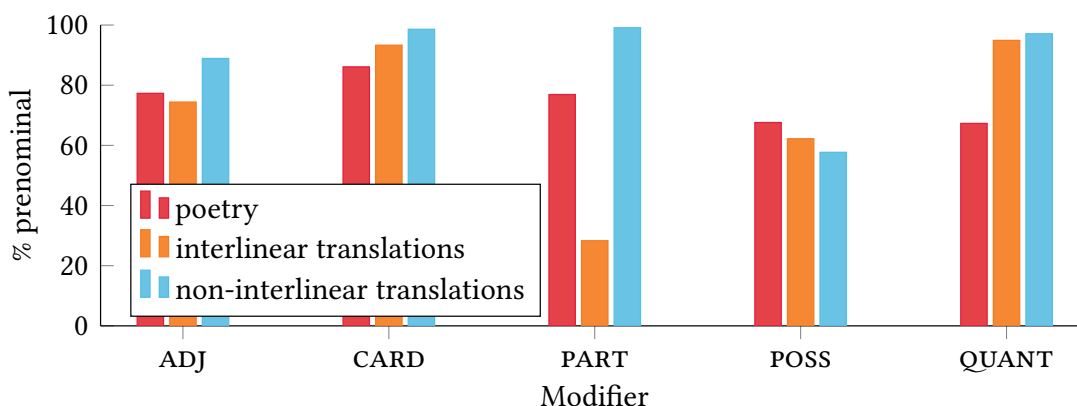 % prenominal
100
80
60
40
20
0
poetry
interlinear translations
non-interlinear translations
ADJ CARD PART POSS QUANT
Modifier